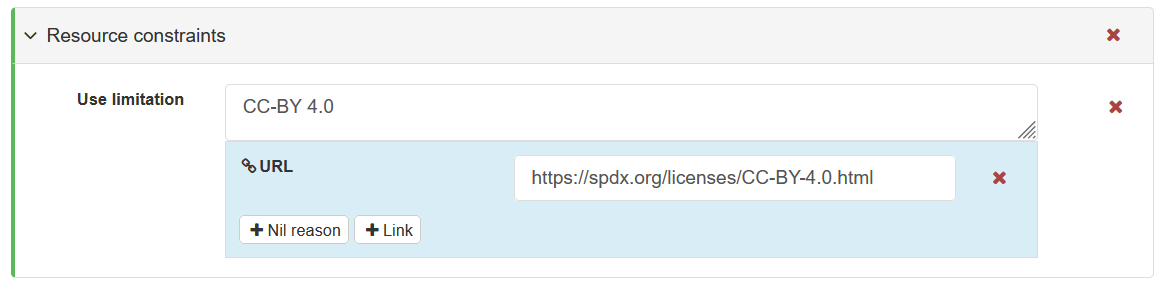 Resource constraints
Use limitation
CC-BY 4.0
URL
https://spdx.org/licenses/CC-BY-4.0.html
Nil reason
Link